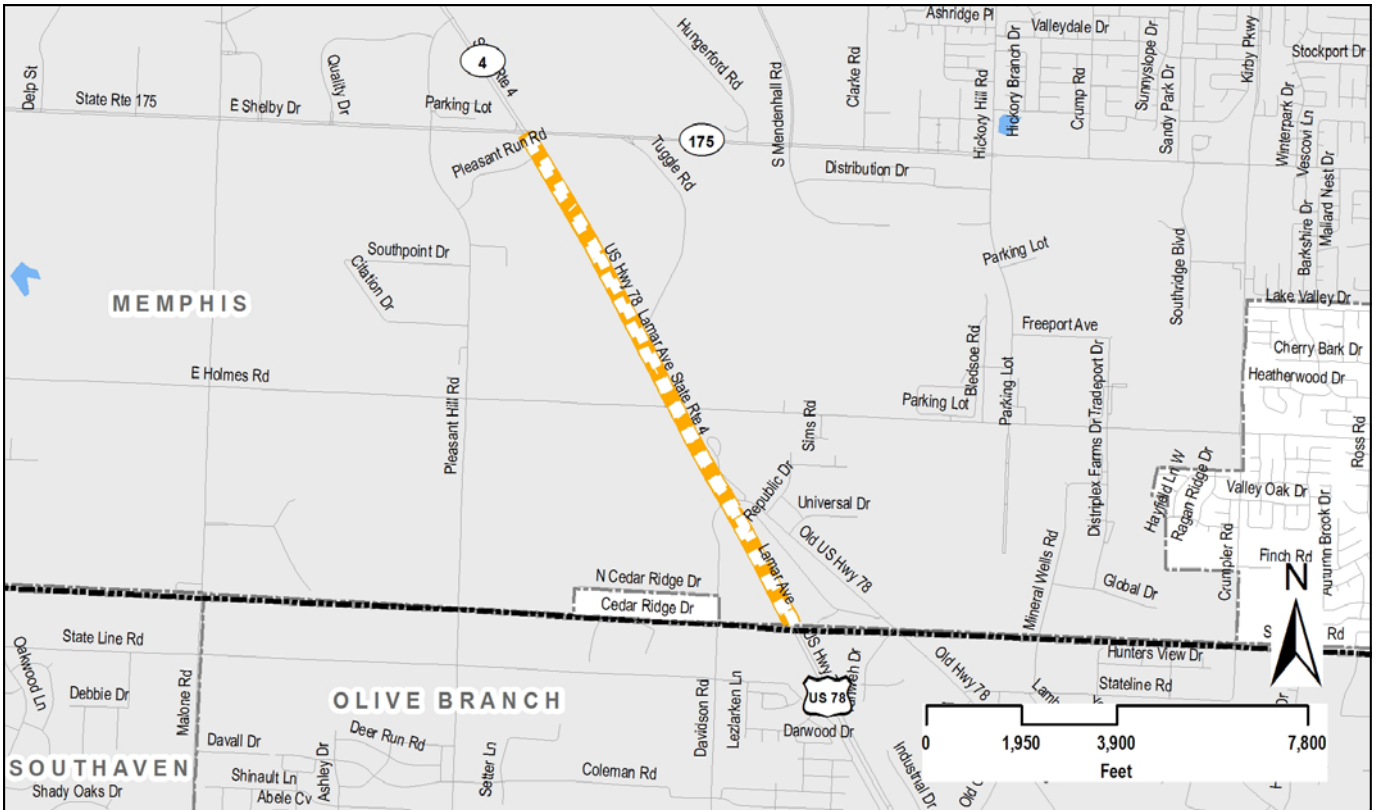 Ashridge Pl
Valleydale Dr
Stockport Dr
Kirby Pkwy
Sunnyslope Dr
Sandy Park Dr
Hickory Branch Dr
Crump Rd
Hickory Hill Rd
Clarke Rd
S Mendenhall Rd
Hungerford Rd
4
Rte 4
Delp St
State Rte 175
E Shelby Dr
Quality Dr
Parking Lot
Pleasant Run Rd
Tuggle Rd
175
Distribution Dr
Winterpark Dr
Vescovi Ln
Mallard Nest Dr
Barkshire Dr
Southpoint Dr
Citation Dr
US Hwy 78
Lamar Ave
State Rte 4
Parking Lot
Southridge Blvd
Lake Valley Dr
MEMPHIS
Freeport Ave
Cherry Bark Dr
Heatherwood Dr
E Holmes Rd
Pleasant Hill Rd
Bledsoe Rd
Parking Lot
Parking Lot
Tradeport Dr
Distriplex Farms Dr
Sims Rd
Ross Rd
Republic Dr
Universal Dr
Hayfield Ln W
Ragan Ridge Dr
Valley Oak Dr
Autumn Brook Dr
Crumpler Rd
Finch Rd
Old US Hwy 78
Lamar Ave
Mineral Wells Rd
Global Dr
N
N Cedar Ridge Dr
Cedar Ridge Dr
State Line Rd
S
Rd
Hunters View Dr
Stateline Rd
Oakwood Ln
Debbie Dr
Malone Rd
OLIVE BRANCH
Davidson Rd
Lezlarken Ln
US Hwy
US 78
Old Hwy 78
Darwood Dr
Dr
Davall Dr
Deer Run Rd
Ashley Dr
Setter Ln
Coleman Rd
Industrial Dr
SOUTHAVEN
Shinault Ln
Shady Oaks Dr
Abele Cv
0
1,950
3,900
7,800
Feet